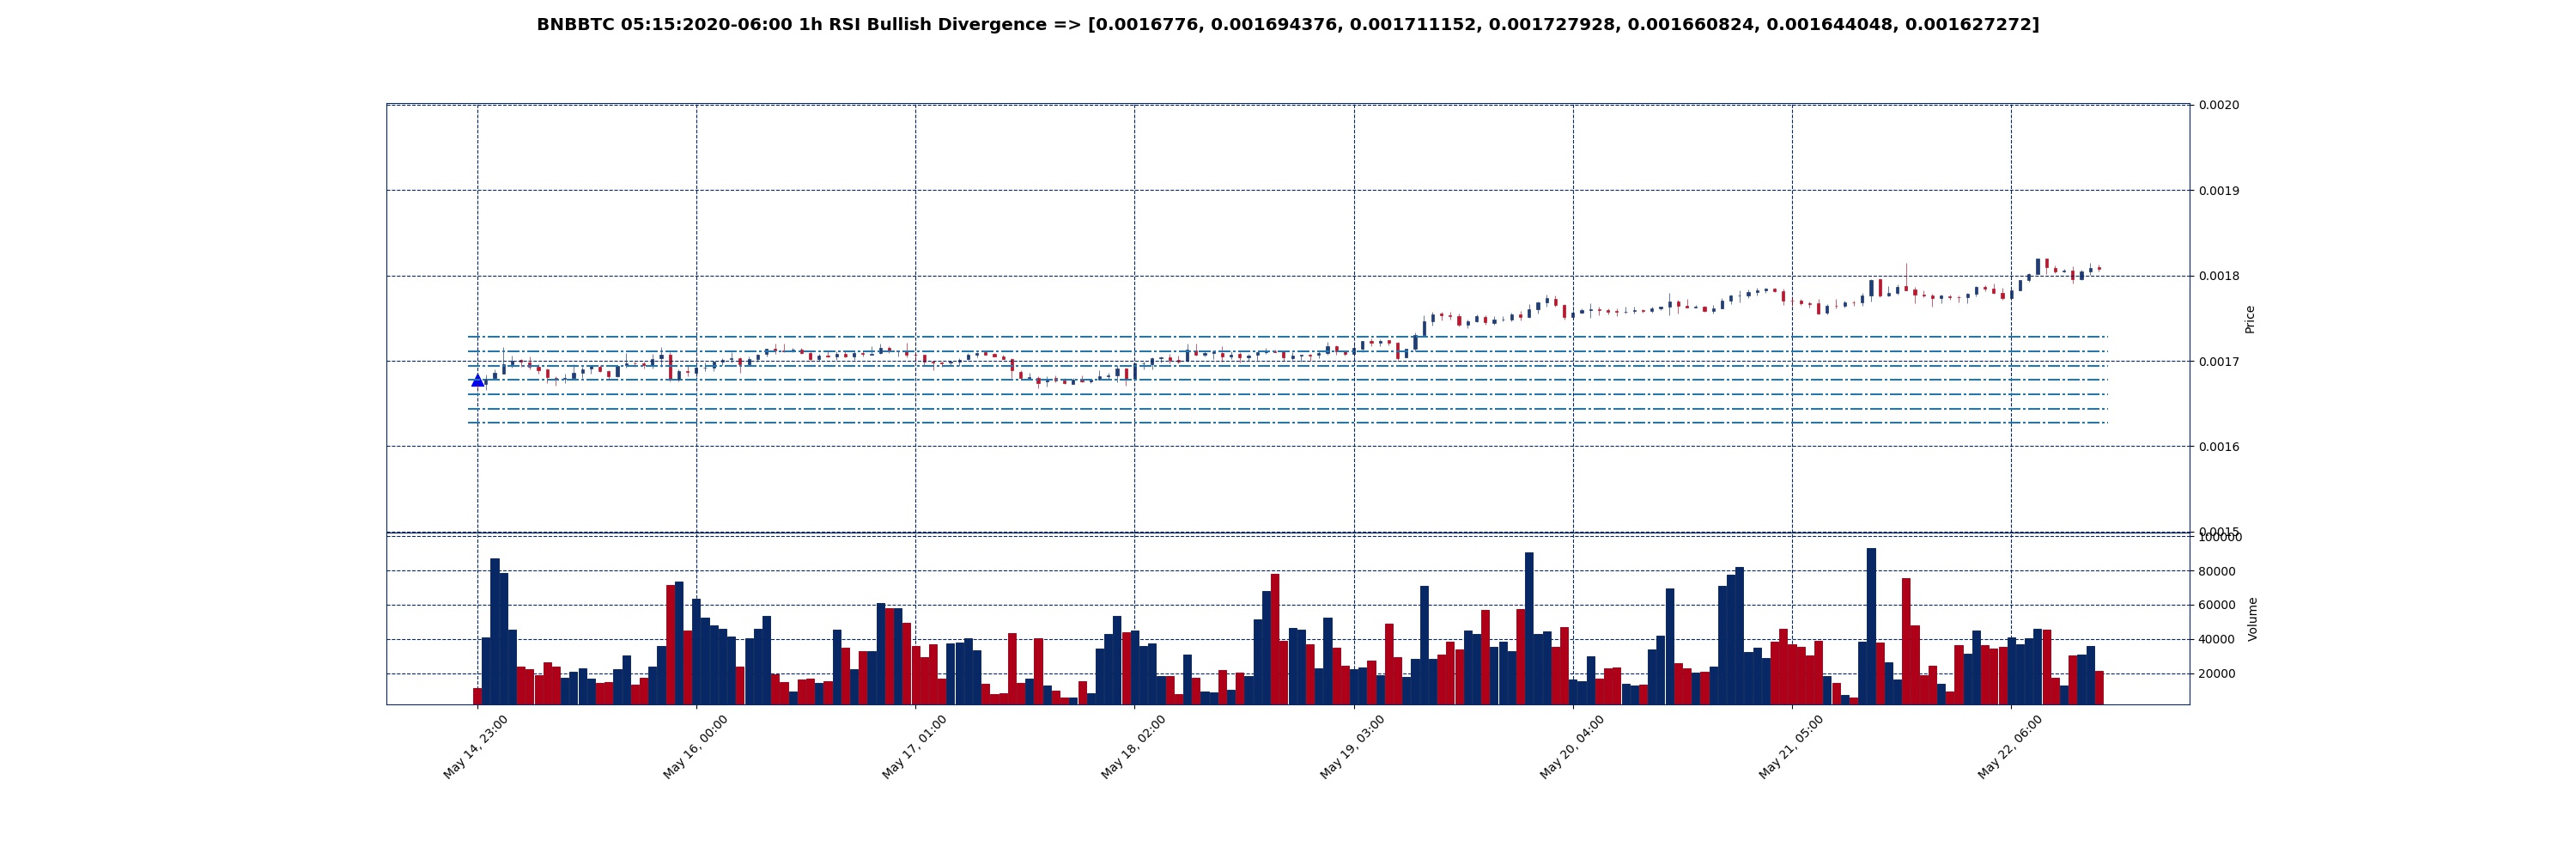 BNBBTC 05:15:2020-06:00 1h RSI Bullish Divergence => [0.0016776, 0.001694376, 0.001711152, 0.001727928, 0.001660824, 0.001644048, 0.001627272]
0.0020
0.0019
0.0018
Price
0.0017
0.0016
0.0015
100000
80000
60000
Volume
40000
20000
May 14, 23:00
May 16, 00:00
May 17, 01:00
May 18, 02:00
May 19, 03:00
May 20, 04:00
May 21, 05:00
May 22, 06:00